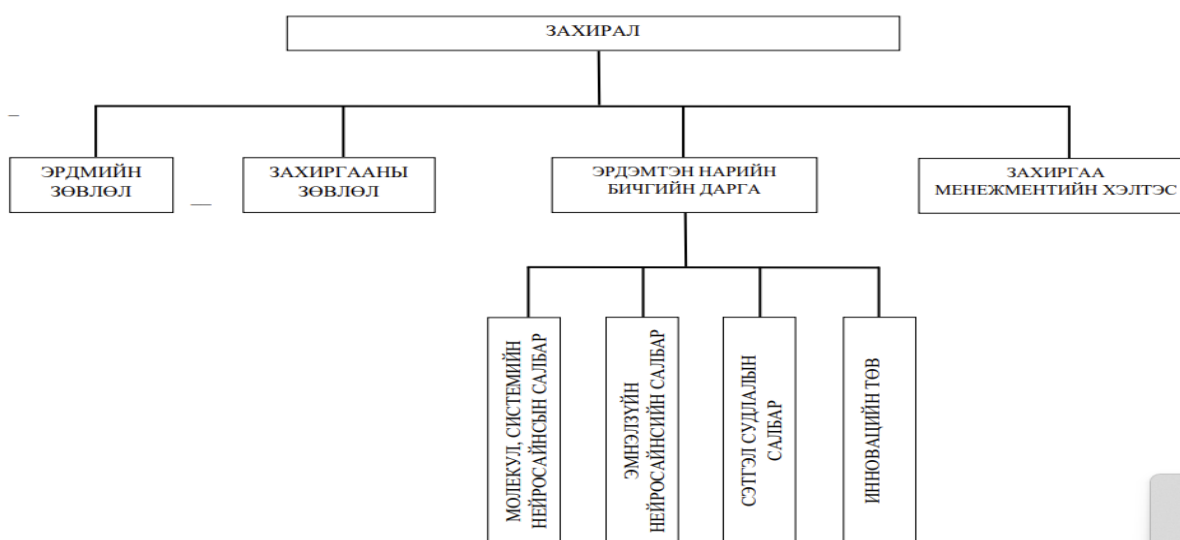 ЗАХИРАЛ
ЭРДМИЙН
ЗӨВЛӨЛ
ЗАХИРГААНЫ
ЗӨВЛӨЛ
ЭРДЭМТЭН НАРИЙН
БИЧГИЙН ДАРГА
ЗАХИРГАА
МЕНЕЖМЕНТИЙН ХЭЛТЭС
МОЛЕКУЛ, СИСТЕМИЙН
НЕЙРОСАЙНСЫН САЛБАР
ЭМНЭЛЗҮЙН
НЕЙРОСАЙНСИЙН САЛБАР
СЭТГЭЛ СУДЛАЛЫН
САЛБАР
ИННОВАЦИЙН ТӨВ